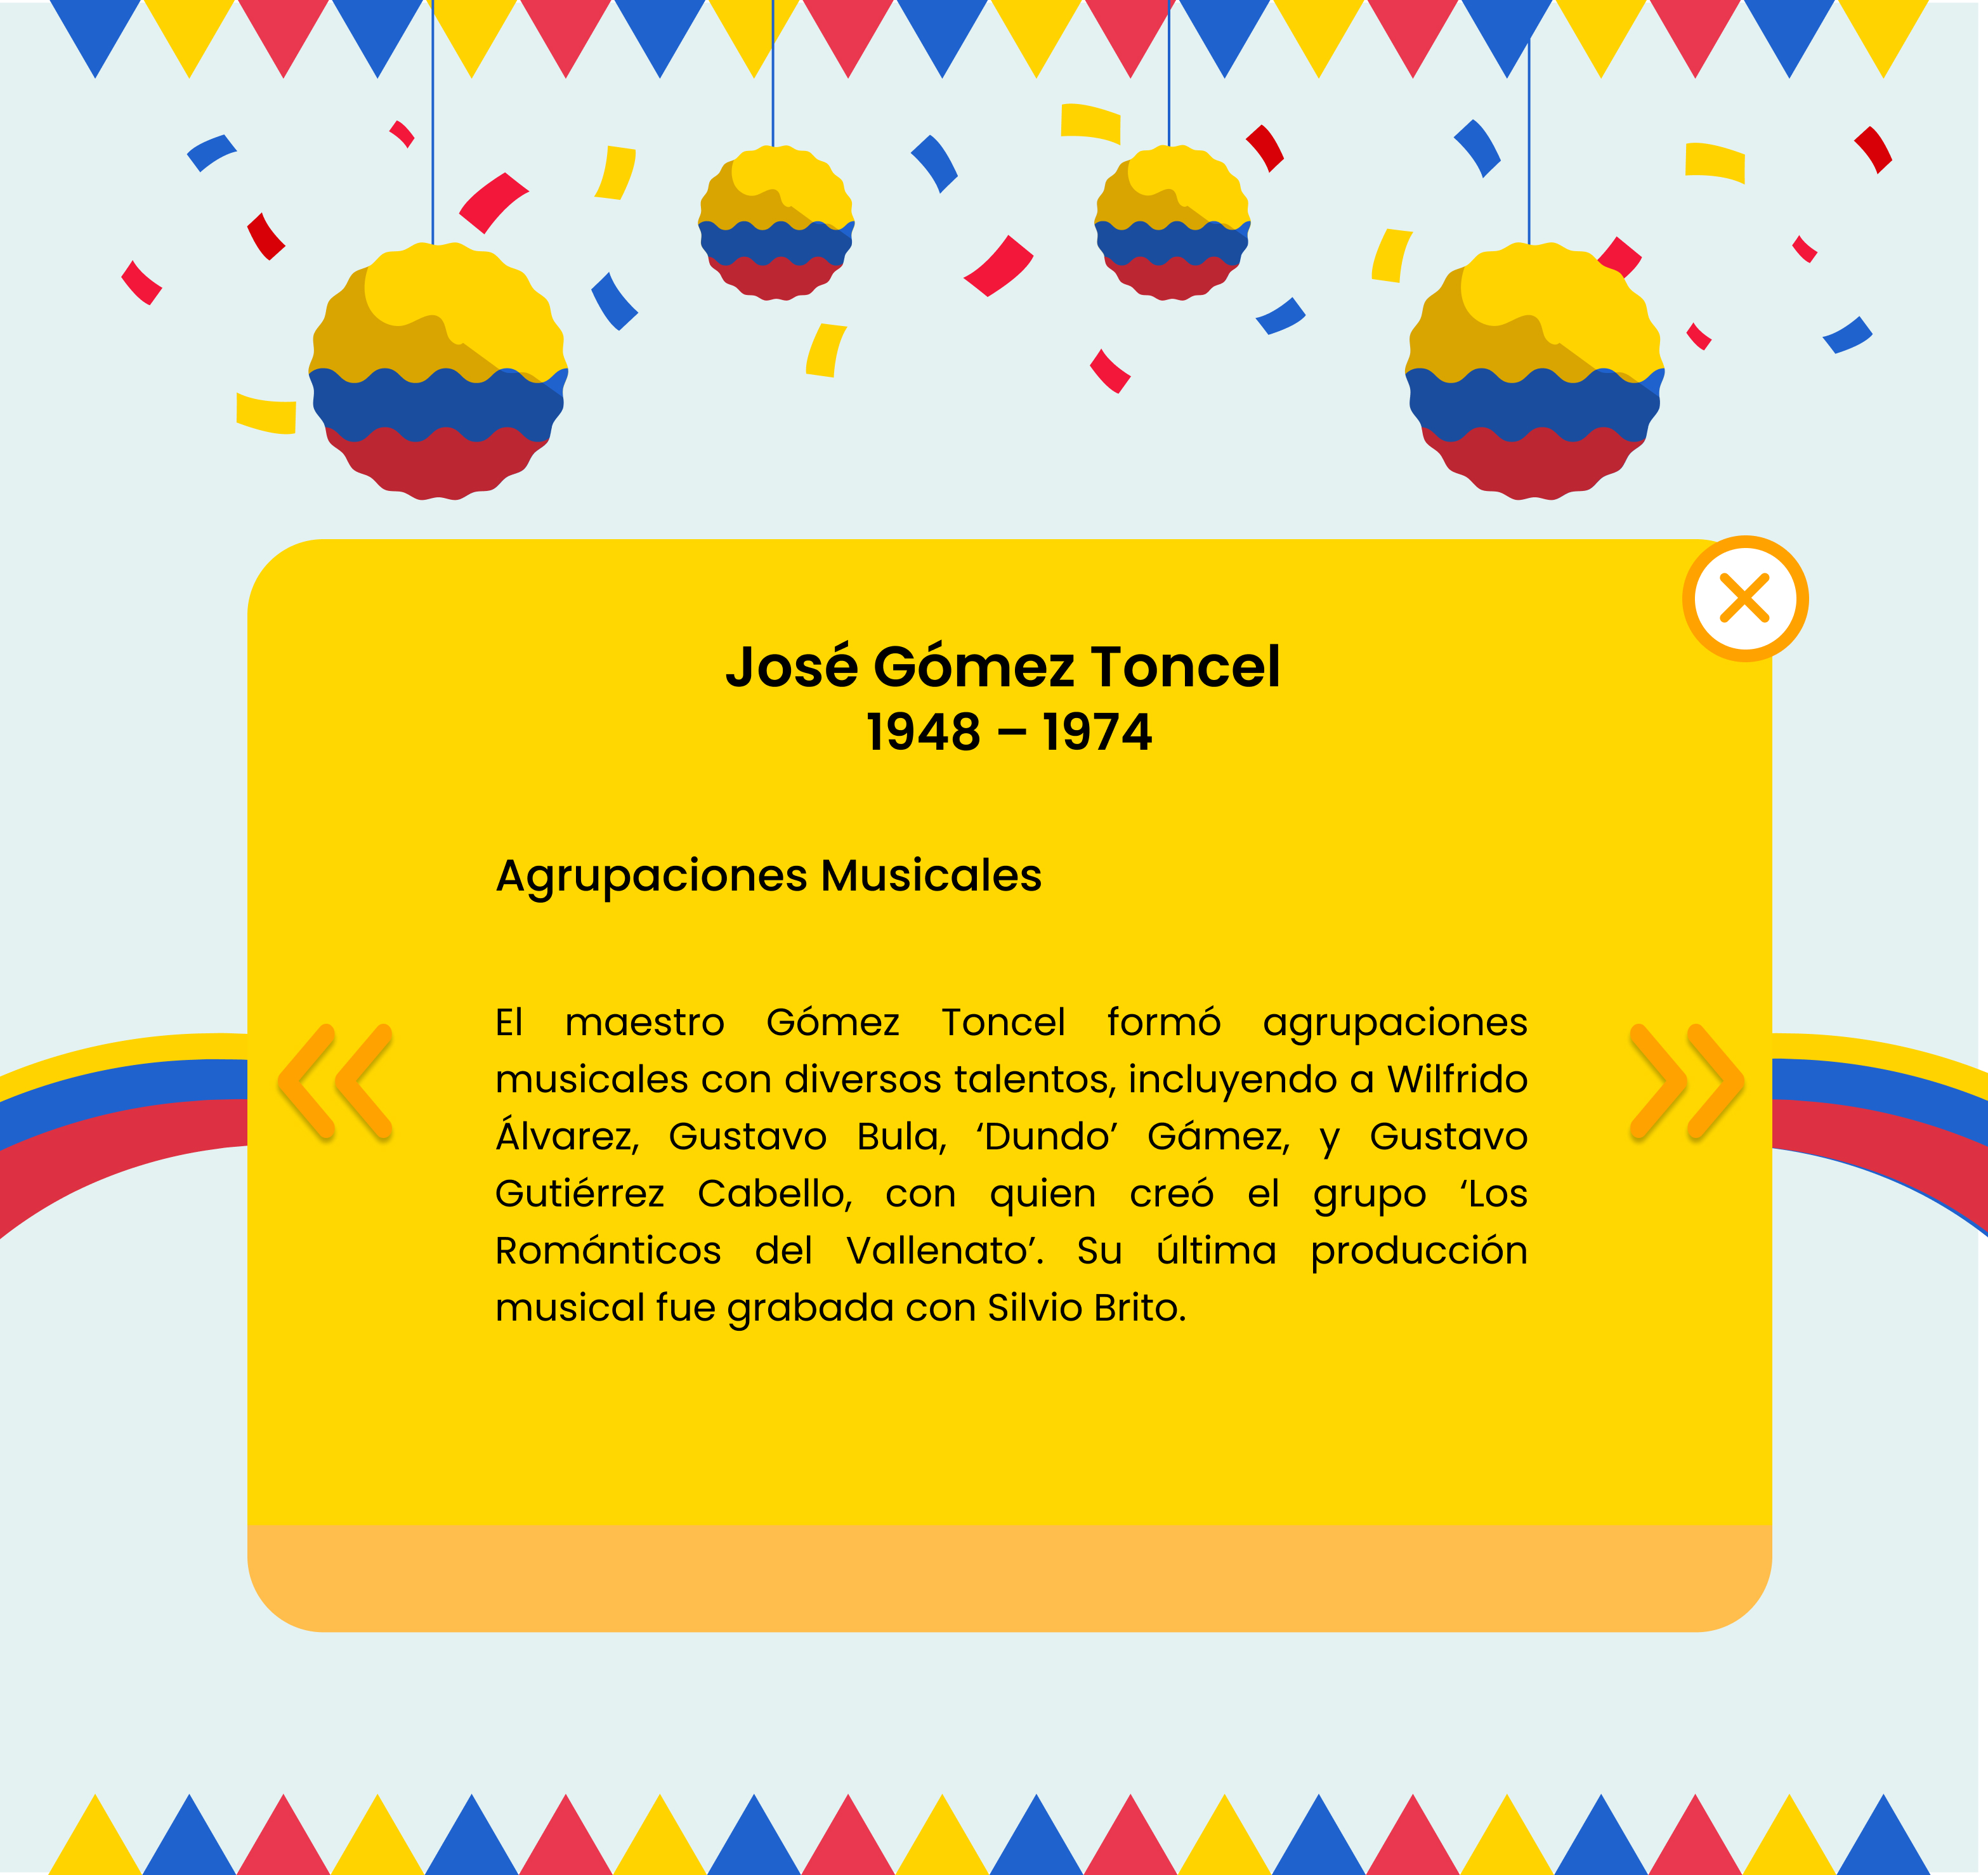 José Gómez Toncel
1948 – 1974
Agrupaciones Musicales
El maestro Gómez Toncel formó agrupaciones
musicales con diversos talentos, incluyendo a Wilfrido
Álvarez, Gustavo Bula, ‘Dundo’ Gámez, y Gustavo
Gutiérrez Cabello, con quien creó el grupo ‘Los
Románticos del Vallenato’. Su última producción
musical fue grabada con Silvio Brito.